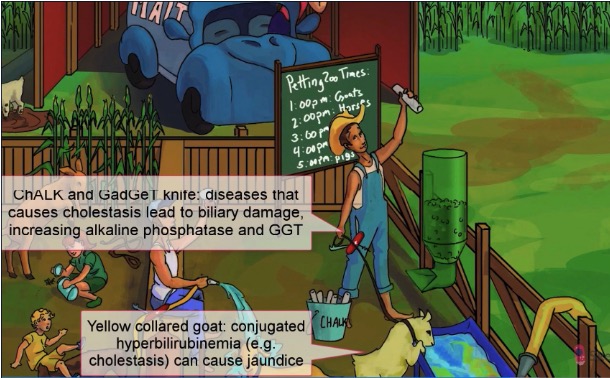 MALT
Petting Zoo Times:
1:00pm: Goats
2:00pm: Horses
3:00pm
4:00pm
5:00pm: pigs
ChALK and GadGeT knife: diseases that
causes cholestasis lead to biliary damage,
increasing alkaline phosphatase and GGT
CHALK
Yellow collared goat: conjugated
hyperbilirubinemia (e.g.
cholestasis) can cause jaundice